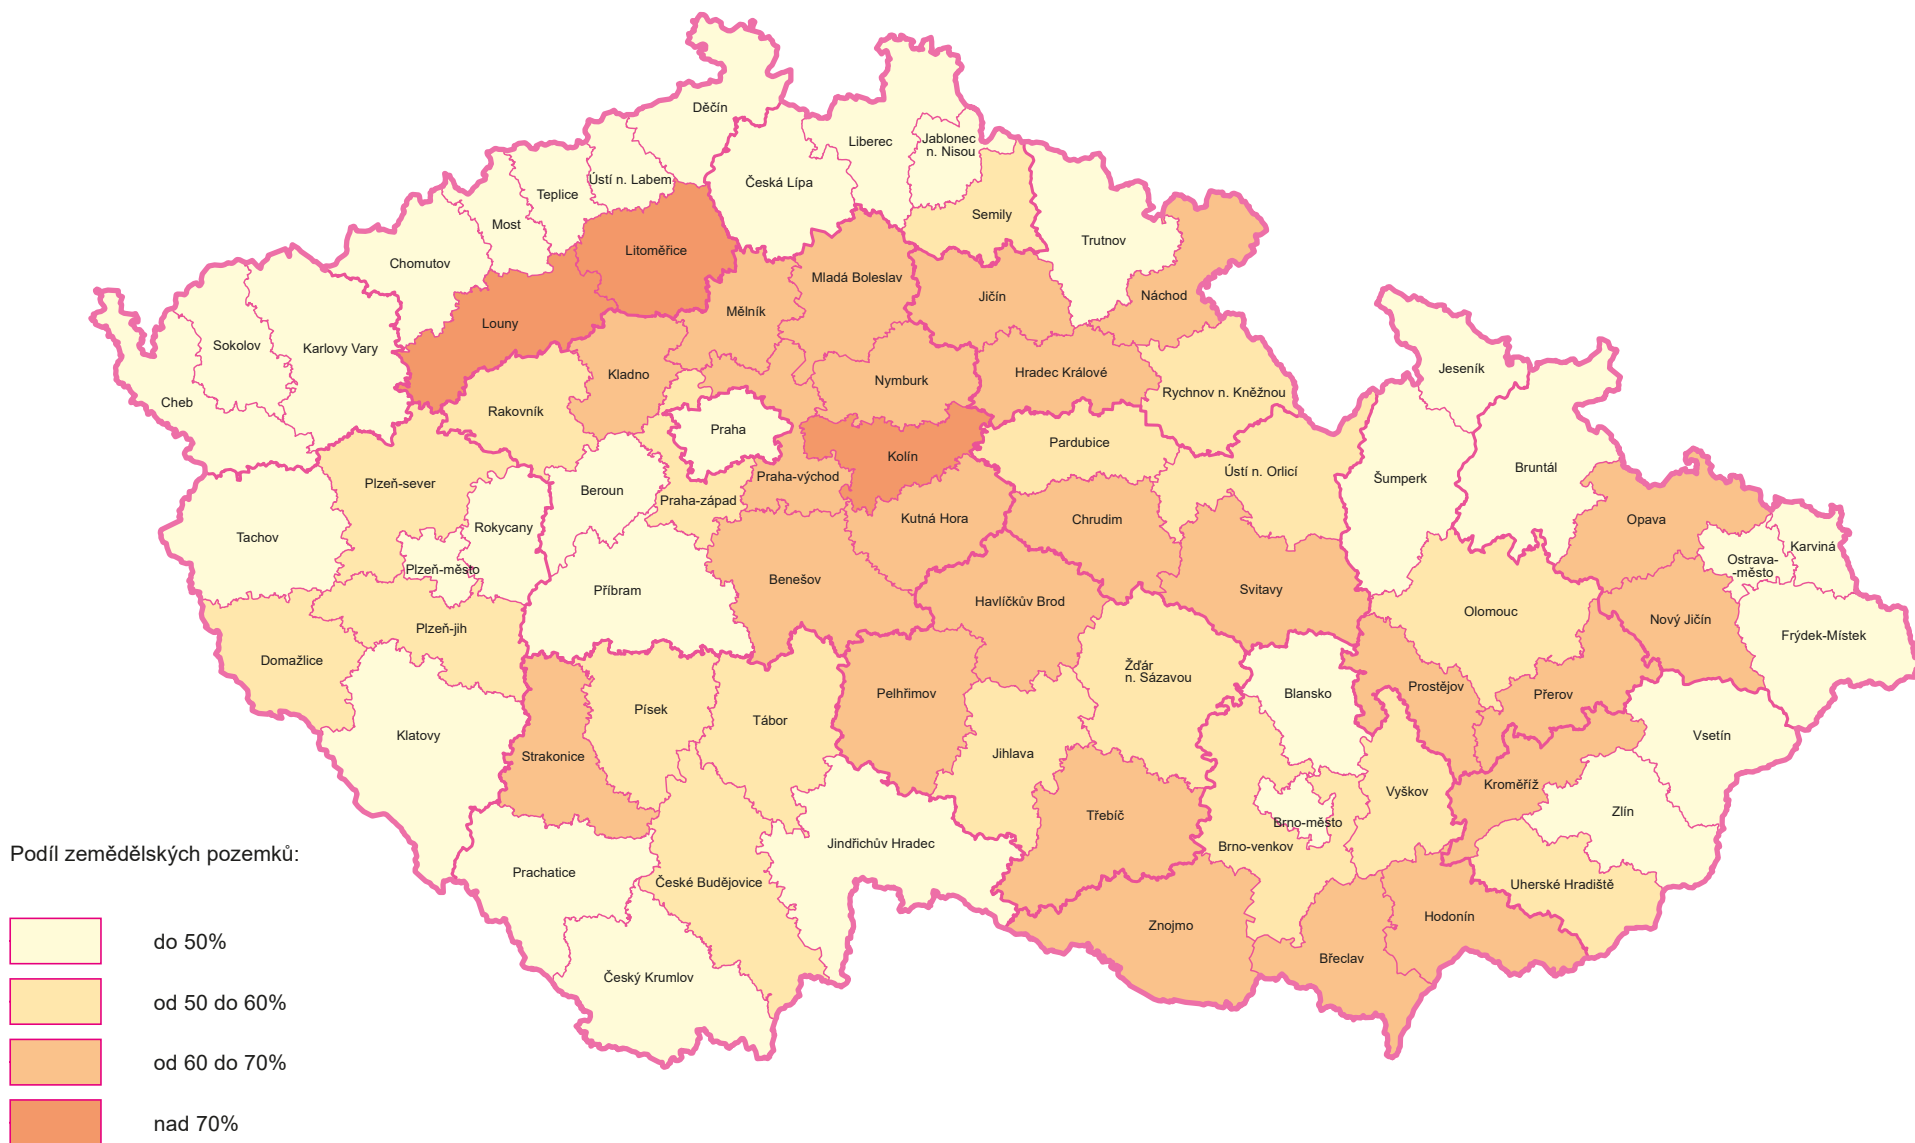 Děčín
Liberec
Jablonec
n. Nisou
Ústí n. Labem
Česká Lípa
Teplice
Most
Semily
Trutnov
Litoměřice
Chomutov
Mladá Boleslav
Jičín
Náchod
Mělník
Louny
Sokolov
Karlovy Vary
Kladno
Nymburk
Hradec Králové
Jeseník
Rychnov n. Kněžnou
Cheb
Rakovník
Praha
Pardubice
Kolín
Bruntál
Ústí n. Orlicí
Šumperk
Praha-východ
Plzeň-sever
Beroun
Praha-západ
Kutná Hora
Chrudim
Opava
Rokycany
Tachov
Karviná
Ostrava-
-město
Plzeň-město
Benešov
Příbram
Svitavy
Havlíčkův Brod
Olomouc
Nový Jičín
Plzeň-jih
Frýdek-Místek
Domažlice
Žďár
n. Sázavou
Prostějov
Pelhřimov
Blansko
Přerov
Písek
Tábor
Klatovy
Vsetín
Jihlava
Strakonice
Kroměříž
Vyškov
Zlín
Třebíč
Brno-město
Jindřichův Hradec
Brno-venkov
Prachatice
České Budějovice
Uherské Hradiště
Hodonín
Znojmo
Břeclav
Český Krumlov
Podíl zemědělských pozemků:
do 50%
od 50 do 60%
od 60 do 70%
nad 70%